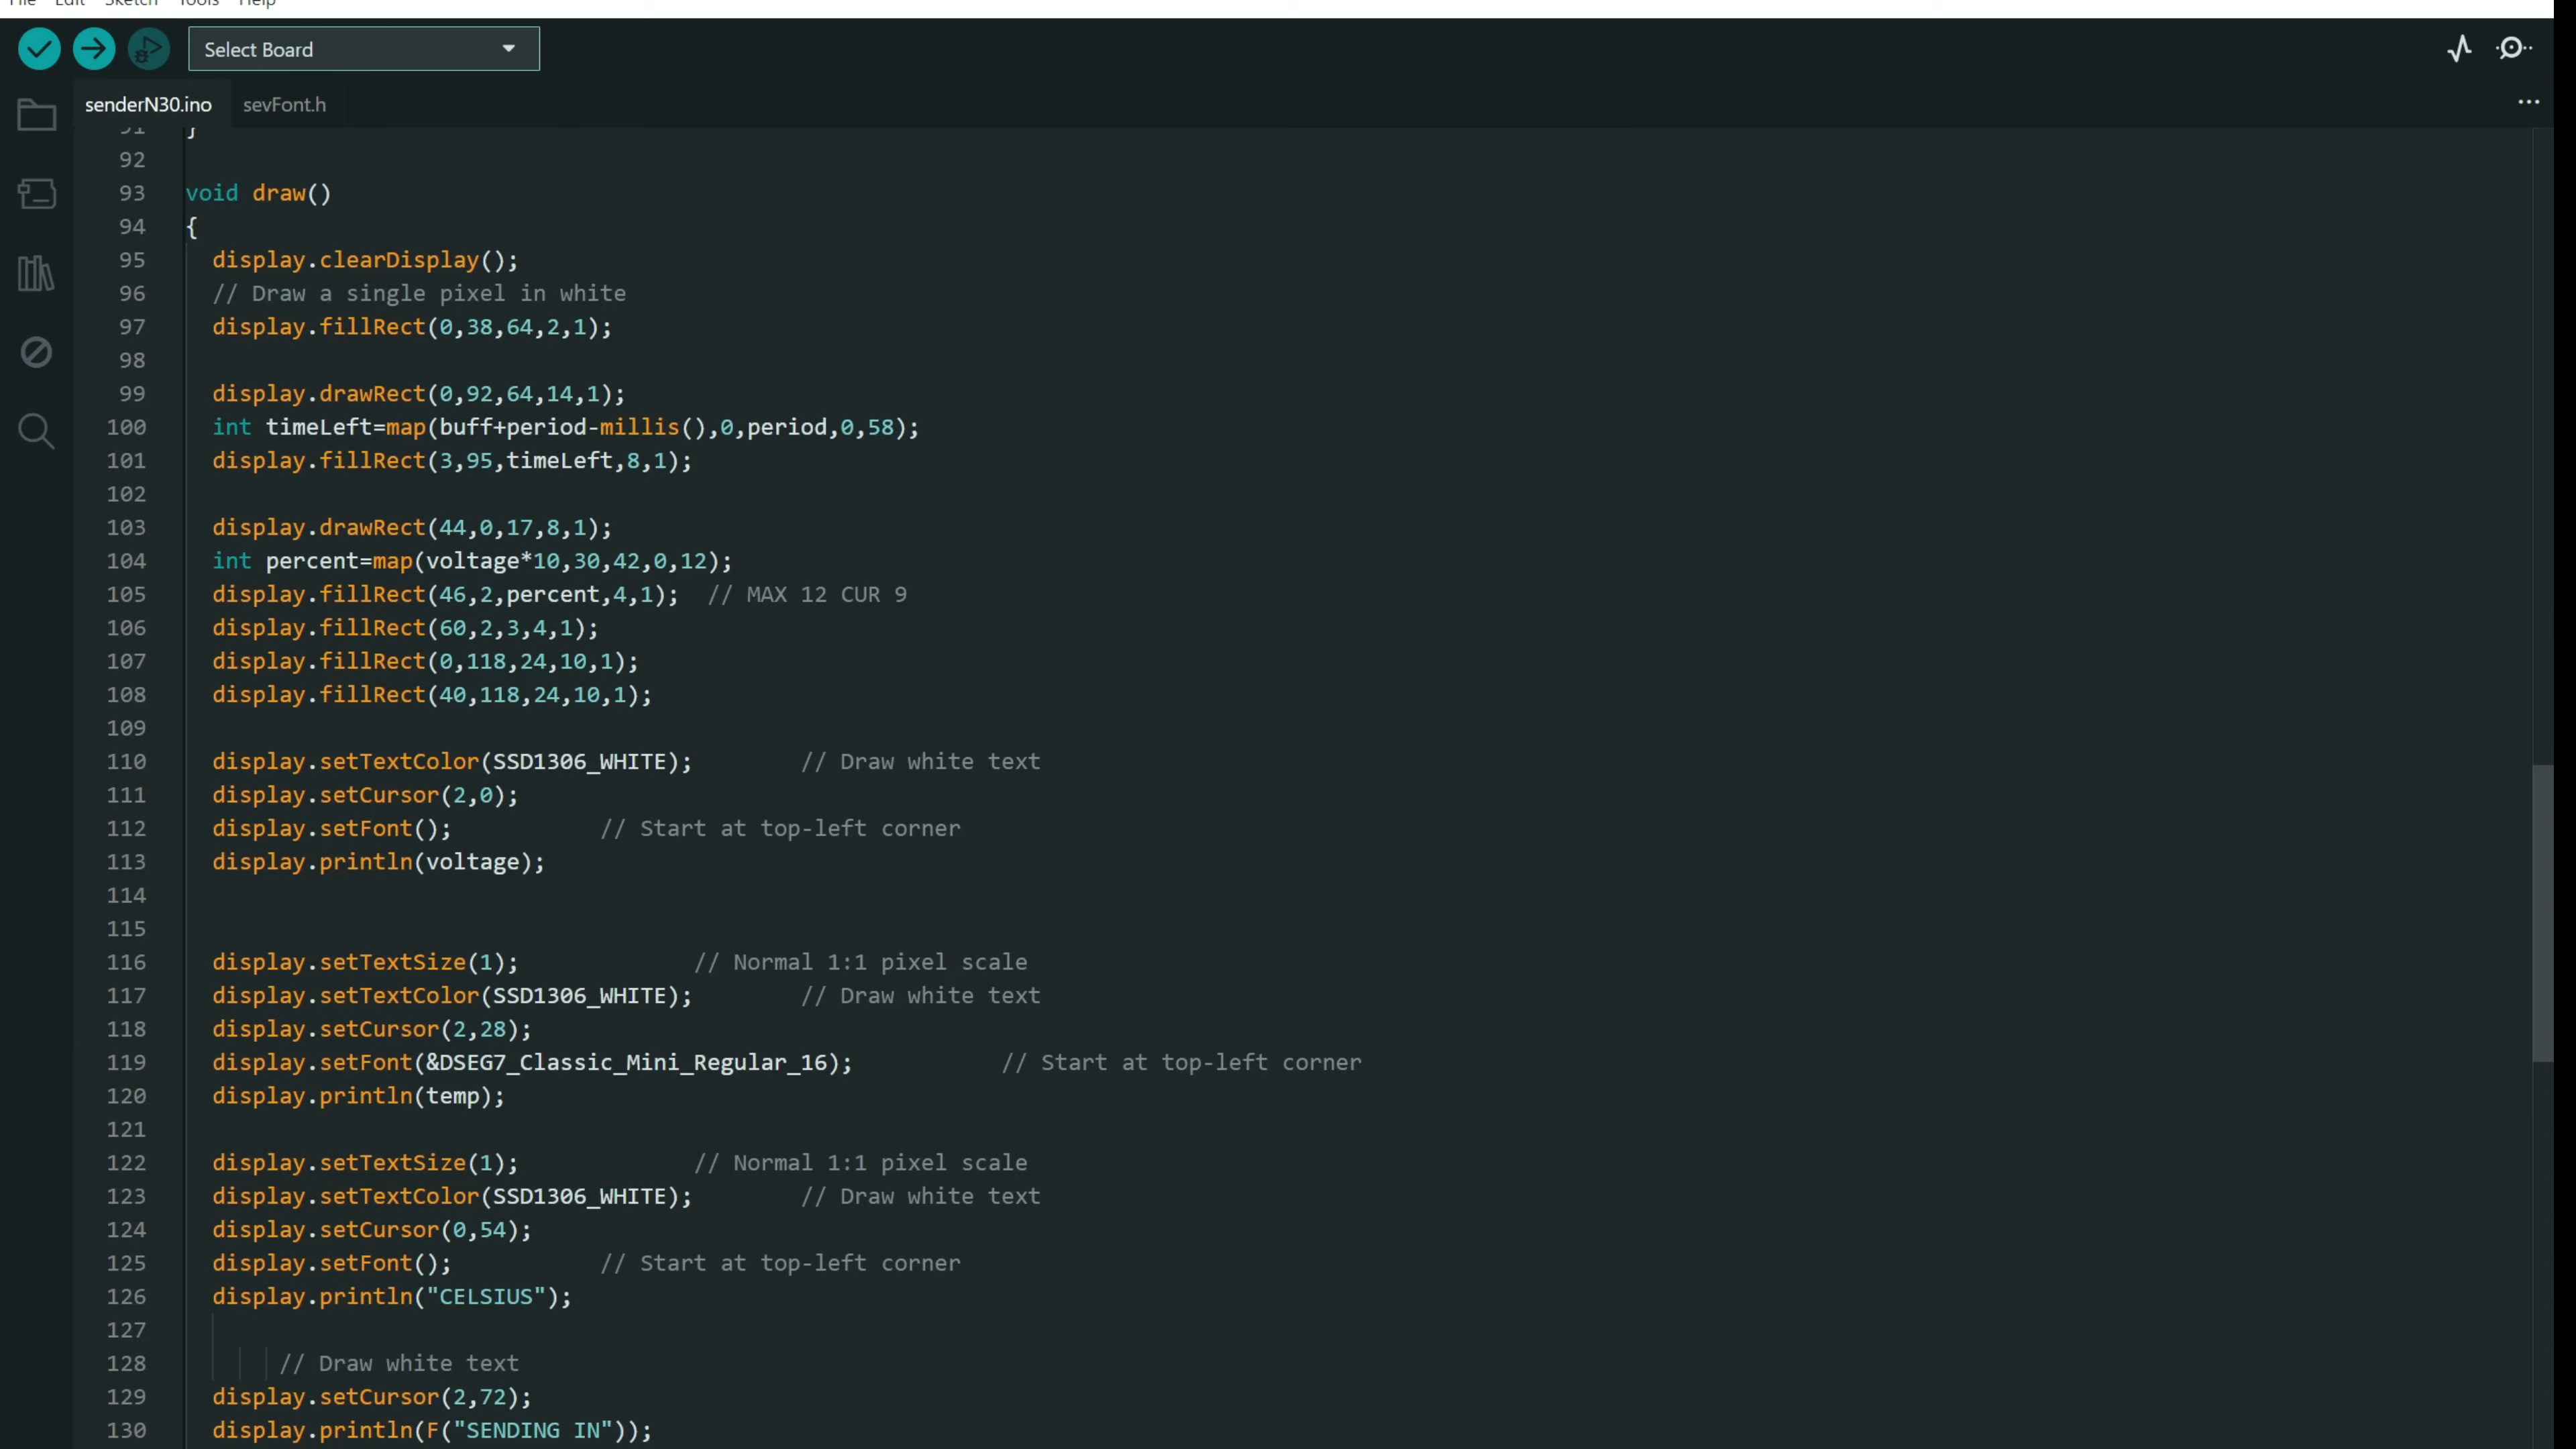 File Edit Sketch Tools Help
Select Board
senderN30.ino sevFont.h
91 }
92
93 void draw()
94 {
95 display.clearDisplay();
96 // Draw a single pixel in white
97 display.fillRect(0,38,64,2,1);
98
99 display.drawRect(0,92,64,14,1);
100 int timeLeft=map(buff+period-millis(),0,period,0,58);
101 display.fillRect(3,95,timeLeft,8,1);
102
103 display.drawRect(44,0,17,8,1);
104 int percent=map(voltage*10,30,42,0,12);
105 display.fillRect(46,2,percent,4,1); // MAX 12 CUR 9
106 display.fillRect(60,2,3,4,1);
107 display.fillRect(0,118,24,10,1);
108 display.fillRect(40,118,24,10,1);
109
110 display.setTextColor(SSD1306_WHITE); // Draw white text
111 display.setCursor(2,0);
112 display.setFont(); // Start at top-left corner
113 display.println(voltage);
114
115
116 display.setTextSize(1); // Normal 1:1 pixel scale
117 display.setTextColor(SSD1306_WHITE); // Draw white text
118 display.setCursor(2,28);
119 display.setFont(&DSEG7_Classic_Mini_Regular_16); // Start at top-left corner
120 display.println(temp);
121
122 display.setTextSize(1); // Normal 1:1 pixel scale
123 display.setTextColor(SSD1306_WHITE); // Draw white text
124 display.setCursor(0,54);
125 display.setFont(); // Start at top-left corner
126 display.println("CELSIUS");
127
128 // Draw white text
129 display.setCursor(2,72);
130 display.println(F("SENDING IN"));